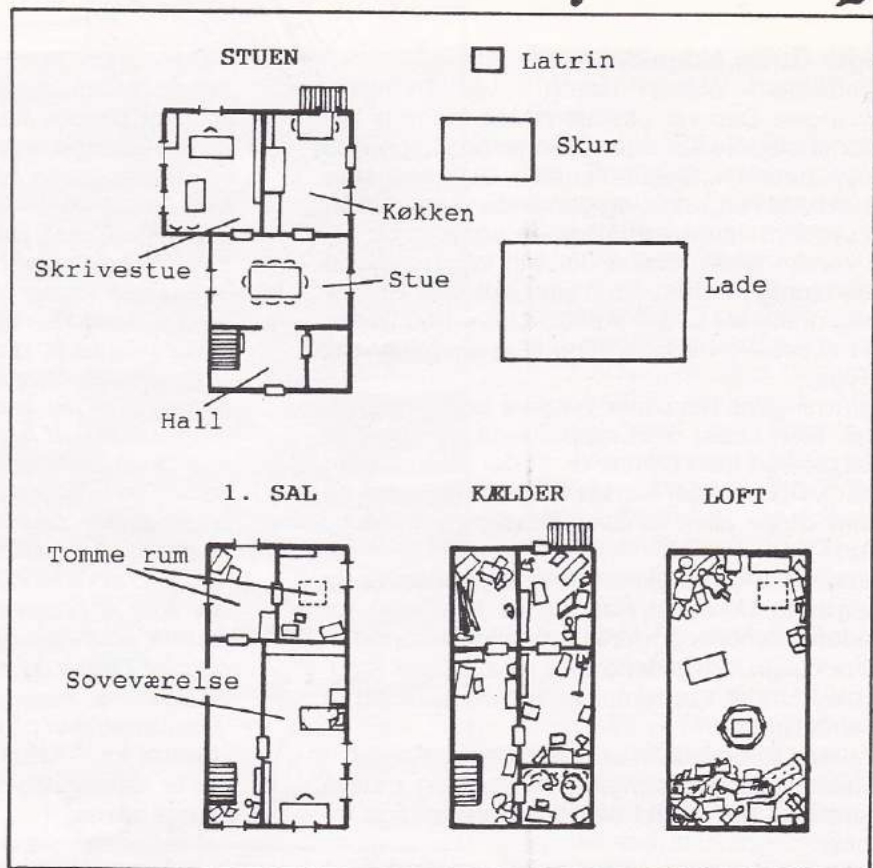 STUEN
Latrin
Skur
Køkken
Skrivestue
Stue
Lade
Hall
1. SAL
KÆLDER
LOFT
Tomme rum
Soveværelse